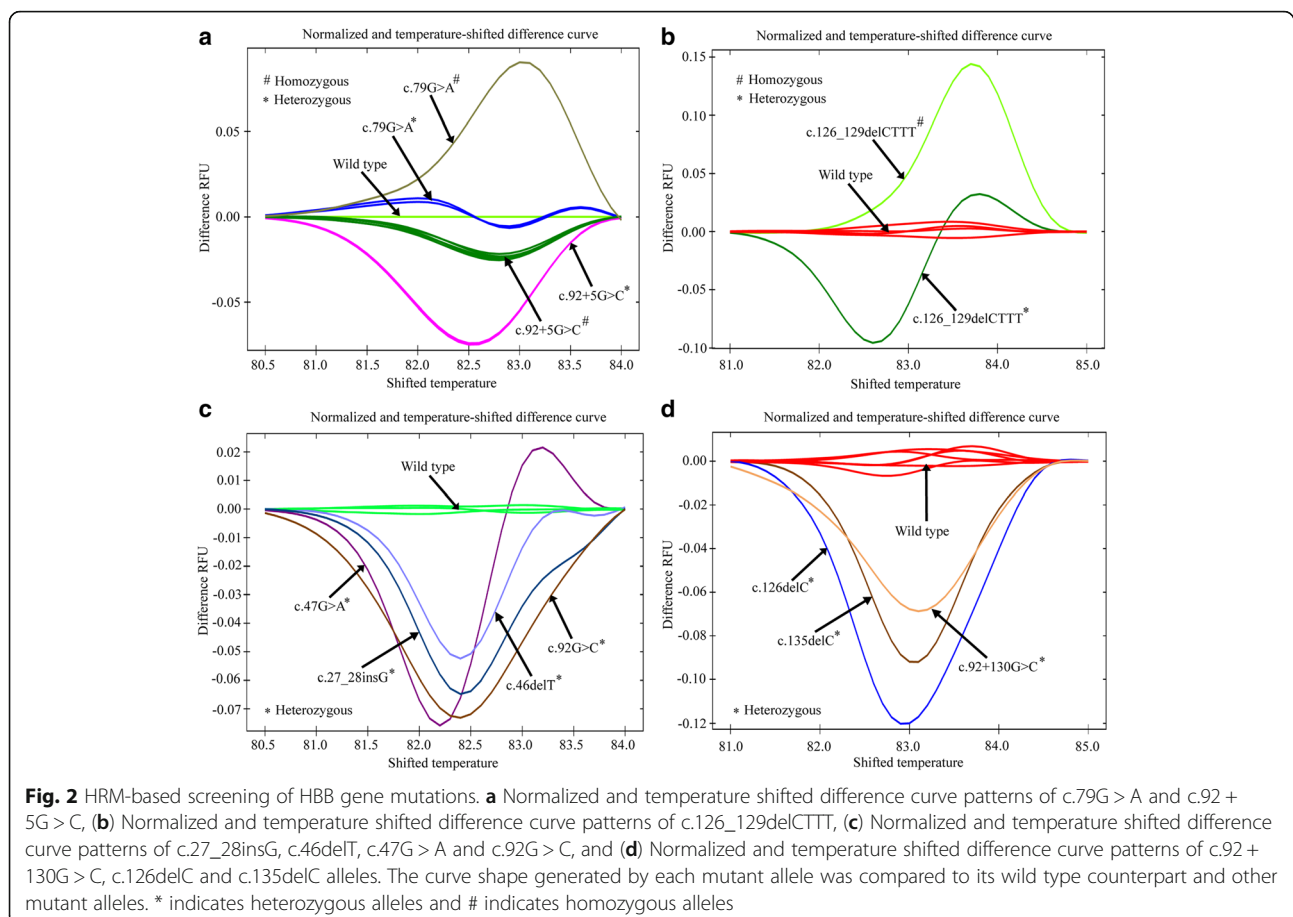 a
Normalized and temperature-shifted difference curve
# Homozygous
* Heterozygous
c.79G>A#
c.79G>A*
Wild type
c.92+5G>C*
c.92+5G>C#
Difference RFU
0.05
0.00
-0.05
80.5 81.0 81.5 82.0 82.5 83.0 83.5 84.0
Shifted temperature
b
Normalized and temperature-shifted difference curve
# Homozygous
* Heterozygous
c.126_129delCTTT#
Wild type
c.126_129delCTTT*
Difference RFU
0.15
0.10
0.05
0.00
-0.05
-0.10
81.0 82.0 83.0 84.0 85.0
Shifted temperature
c
Normalized and temperature-shifted difference curve
Wild type
c.47G>A*
c.27_28insG*
c.46delT*
c.92G>C*
* Heterozygous
Difference RFU
0.02
0.01
0.00
-0.01
-0.02
-0.03
-0.04
-0.05
-0.06
-0.07
80.5 81.0 81.5 82.0 82.5 83.0 83.5 84.0
Shifted temperature
d
Normalized and temperature-shifted difference curve
Wild type
c.126delC*
c.135delC*
c.92+130G>C*
* Heterozygous
Difference RFU
0.00
-0.02
-0.04
-0.06
-0.08
-0.10
-0.12
81.0 82.0 83.0 84.0 85.0
Shifted temperature
Fig. 2 HRM-based screening of HBB gene mutations. a Normalized and temperature shifted difference curve patterns of c.79G > A and c.92 +
5G > C, (b) Normalized and temperature shifted difference curve patterns of c.126_129delCTTT, (c) Normalized and temperature shifted difference
curve patterns of c.27_28insG, c.46delT, c.47G > A and c.92G > C, and (d) Normalized and temperature shifted difference curve patterns of c.92 +
130G > C, c.126delC and c.135delC alleles. The curve shape generated by each mutant allele was compared to its wild type counterpart and other
mutant alleles. * indicates heterozygous alleles and # indicates homozygous alleles